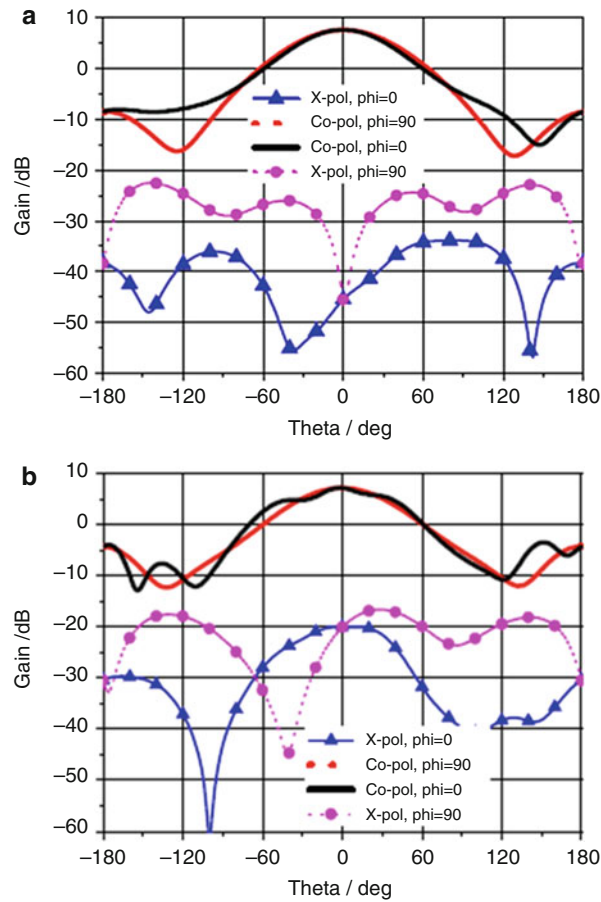 a
10
0
–10
–20
–30
–40
–50
–60
Gain /dB
X-pol, phi=0
Co-pol, phi=90
Co-pol, phi=0
X-pol, phi=90
–180
–120
–60
0
60
120
180
Theta / deg
b
10
0
–10
–20
–30
–40
–50
–60
Gain /dB
X-pol, phi=0
Co-pol, phi=90
Co-pol, phi=0
X-pol, phi=90
–180
–120
–60
0
60
120
180
Theta / deg